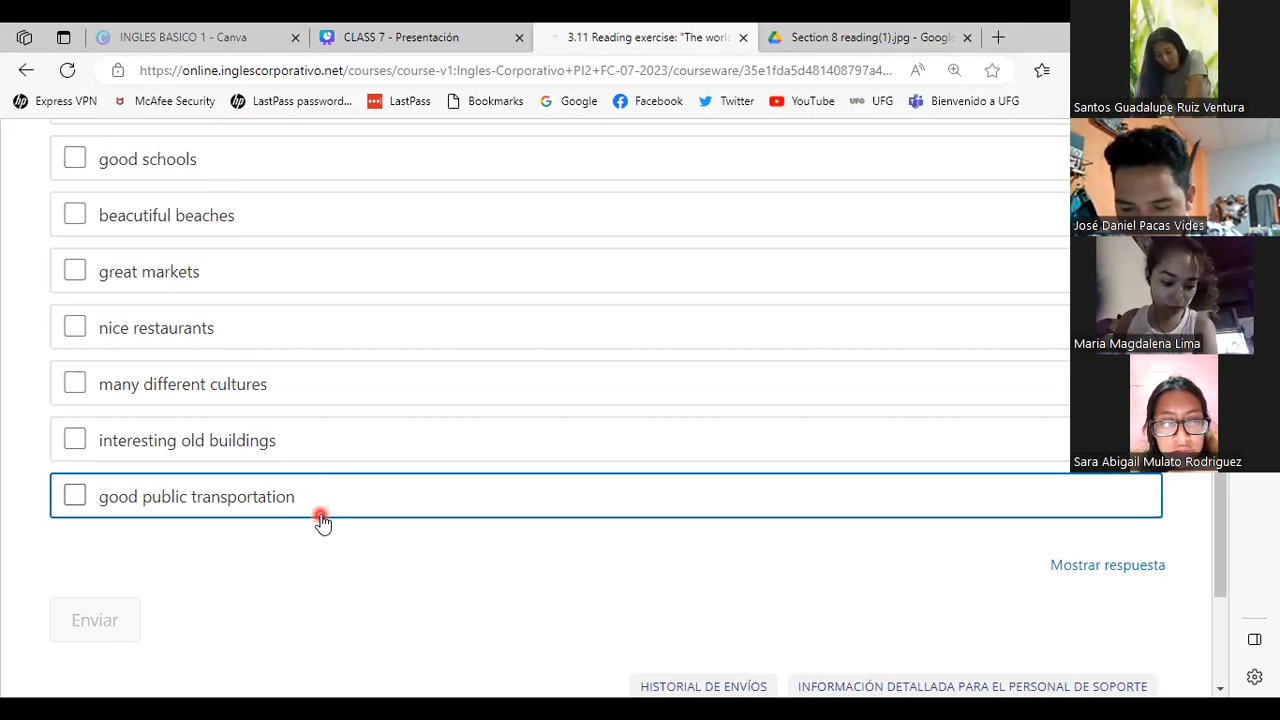 INGLES BASICO 1 - Canva
CLASS 7 - Presentación
3.11 Reading exercise: "The worl
Section 8 reading(1).jpg - Google
https://online.inglescorporativo.net/courses/course-v1:Ingles-Corporativo+PI2+FC-07-2023/courseware/35e1fda5d481408797a4...
Express VPN
McAfee Security
LastPass password...
LastPass
Bookmarks
Google
Facebook
Twitter
YouTube
UFG
Bienvenido a UFG
good schools
beacutiful beaches
great markets
nice restaurants
many different cultures
interesting old buildings
good public transportation
Mostrar respuesta
Enviar
HISTORIAL DE ENVÍOS
INFORMACIÓN DETALLADA PARA EL PERSONAL DE SOPORTE
Santos Guadalupe Ruiz Ventura
José Daniel Pacas Vides
Maria Magdalena Lima
Sara Abigail Mulato Rodriguez